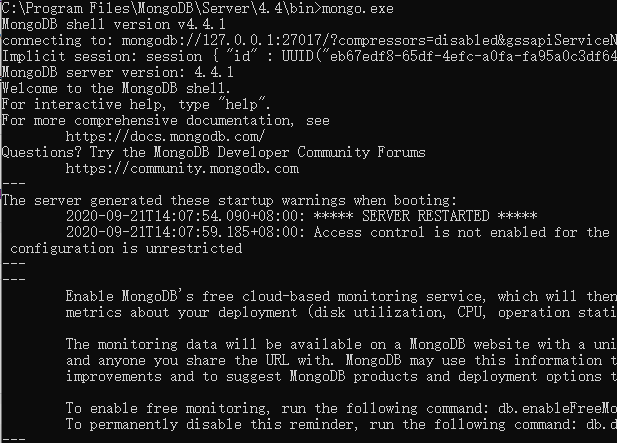 C:\Program Files\MongoDB\Server\4.4\bin>mongo.exe
MongoDB shell version v4.4.1
connecting to: mongodb://127.0.0.1:27017/?compressors=disabled&gssapiServiceN
Implicit session: session { "id" : UUID("eb67edf8-65df-4efc-a0fa-fa95a0c3df64
MongoDB server version: 4.4.1
Welcome to the MongoDB shell.
For interactive help, type "help".
For more comprehensive documentation, see
https://docs.mongodb.com/
Questions? Try the MongoDB Developer Community Forums
https://community.mongodb.com
---
The server generated these startup warnings when booting:
2020-09-21T14:07:54.090+08:00: ***** SERVER RESTARTED *****
2020-09-21T14:07:59.185+08:00: Access control is not enabled for the
configuration is unrestricted
---
---
Enable MongoDB's free cloud-based monitoring service, which will then
metrics about your deployment (disk utilization, CPU, operation stati
The monitoring data will be available on a MongoDB website with a uni
and anyone you share the URL with. MongoDB may use this information t
improvements and to suggest MongoDB products and deployment options t
To enable free monitoring, run the following command: db.enableFreeMo
To permanently disable this reminder, run the following command: db.d
---